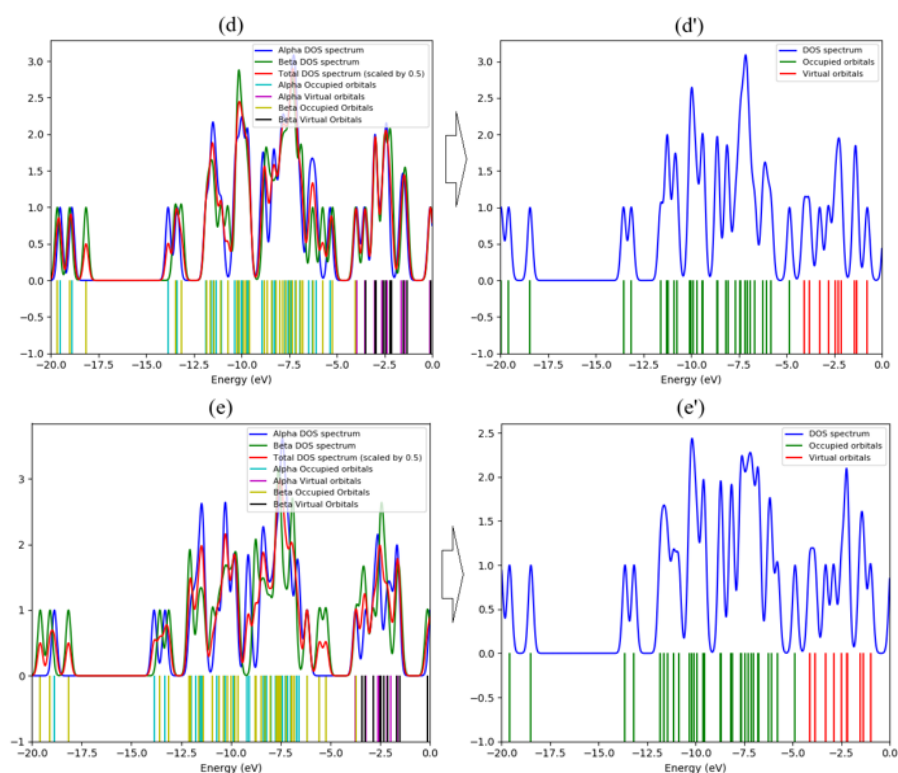 (d)
(d')
Alpha DOS spectrum
Beta DOS spectrum
Total DOS spectrum (scaled by 0.5)
Alpha Occupied orbitals
Alpha Virtual orbitals
Beta Occupied Orbitals
Beta Virtual Orbitals
3.0
2.5
2.0
1.5
1.0
0.5
0.0
−0.5
−1.0
−20.0 −17.5 −15.0 −12.5 −10.0 −7.5 −5.0 −2.5 0.0
Energy (eV)
DOS spectrum
Occupied orbitals
Virtual orbitals
3.0
2.5
2.0
1.5
1.0
0.5
0.0
−0.5
−1.0
−20.0 −17.5 −15.0 −12.5 −10.0 −7.5 −5.0 −2.5 0.0
Energy (eV)
(e)
(e')
Alpha DOS spectrum
Beta DOS spectrum
Total DOS spectrum (scaled by 0.5)
Alpha Occupied orbitals
Alpha Virtual orbitals
Beta Occupied Orbitals
Beta Virtual Orbitals
3
2
1
0
−1
−20.0 −17.5 −15.0 −12.5 −10.0 −7.5 −5.0 −2.5 0.0
Energy (eV)
DOS spectrum
Occupied orbitals
Virtual orbitals
2.5
2.0
1.5
1.0
0.5
0.0
−0.5
−1.0
−20.0 −17.5 −15.0 −12.5 −10.0 −7.5 −5.0 −2.5 0.0
Energy (eV)